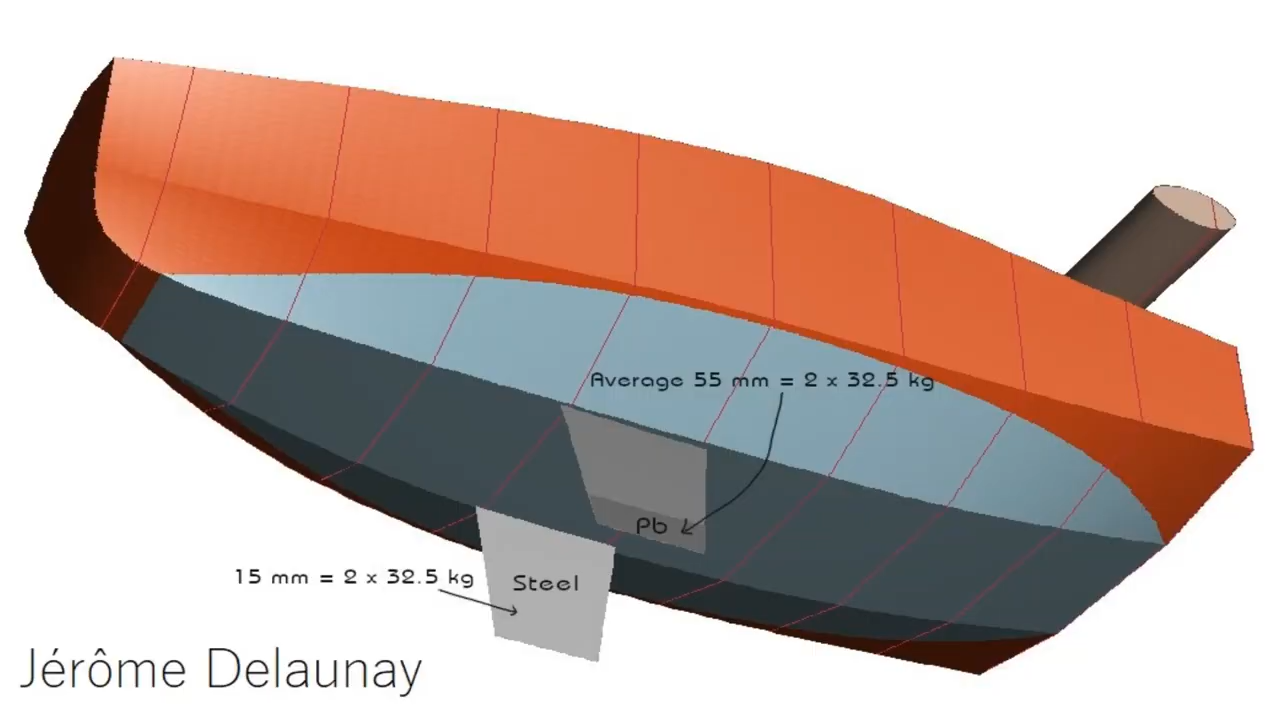 Average 55 mm = 2 x 32.5 kg
Pb
15 mm = 2 x 32.5 kg
Steel
Jérôme Delaunay